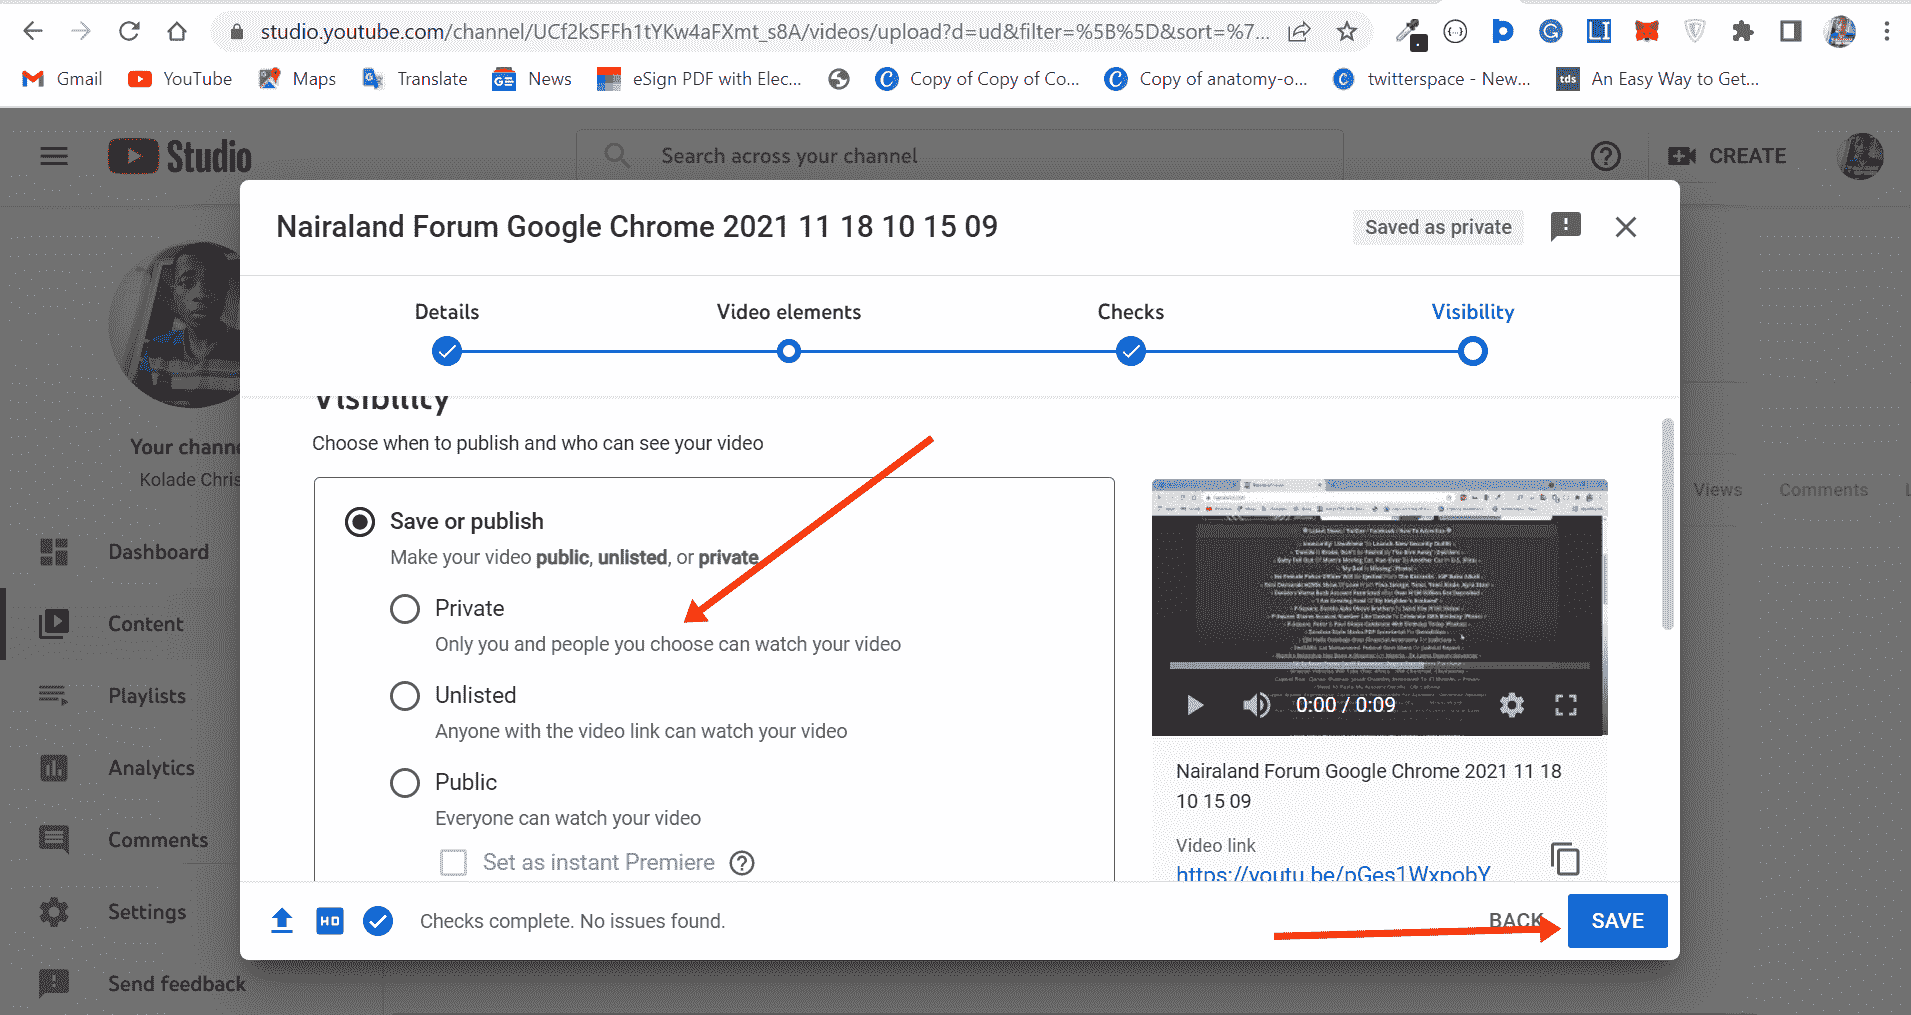 studio.youtube.com/channel/UCf2kSFFh1tYKw4aFXmt_s8A/videos/upload?d=ud&filter=%5B%5D&sort=%7...
Gmail YouTube Maps Translate News eSign PDF with Elec... Copy of Copy of Co... Copy of anatomy-o... twitterspace - New... tds An Easy Way to Get...
Studio Search across your channel CREATE
Nairaland Forum Google Chrome 2021 11 18 10 15 09 Saved as private
Details Video elements Checks Visibility
Visibility
Choose when to publish and who can see your video
Your channe
Kolade Chris
Views Comments L
Save or publish
Make your video public, unlisted, or private
Private
Only you and people you choose can watch your video
Unlisted
Anyone with the video link can watch your video
Public
Everyone can watch your video
Set as instant Premiere
0:00 / 0:09
Nairaland Forum Google Chrome 2021 11 18
10 15 09
Video link
https://youtu.be/pGes1WxpobY
Dashboard
Content
Playlists
Analytics
Comments
Settings
Send feedback
HD Checks complete. No issues found. BACK SAVE